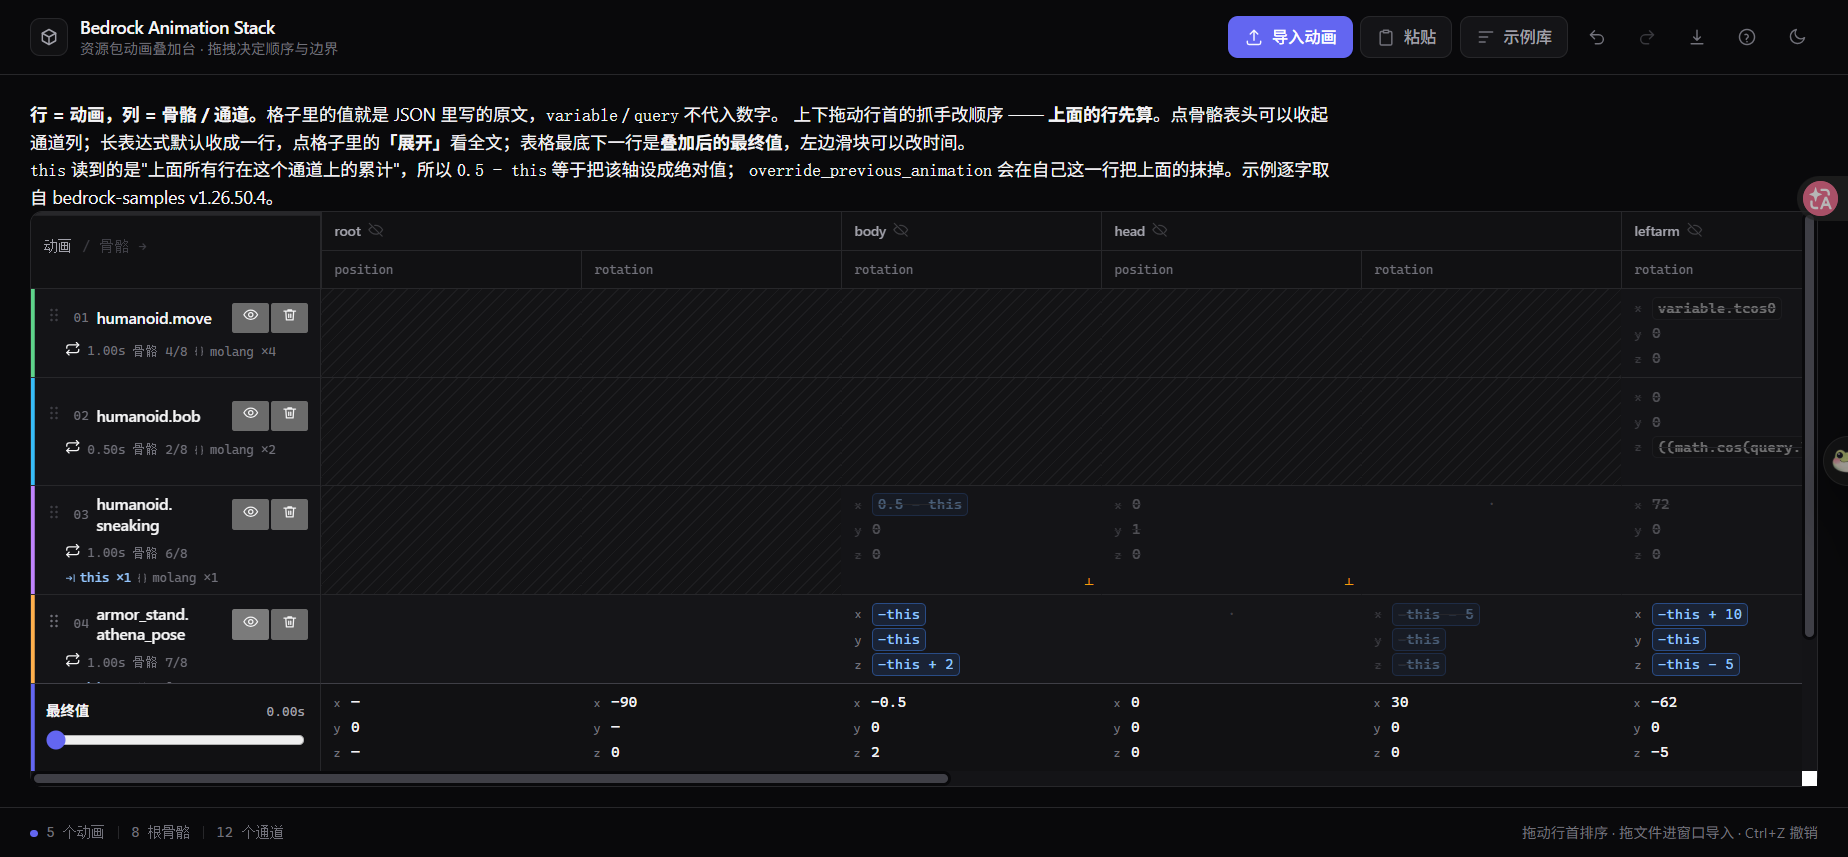 Bedrock Animation Stack
资源包动画叠加台 · 拖拽决定顺序与边界
导入动画
粘贴
示例库
行 = 动画，列 = 骨骼 / 通道。格子里的值就是 JSON 里写的原文，variable / query 不代入数字。 上下拖动行首的抓手改顺序 —— 上面的行先算。点骨骼表头可以收起
通道列；长表达式默认收成一行，点格子里的「展开」看全文；表格最底下一行是叠加后的最终值，左边滑块可以改时间。
this 读到的是"上面所有行在这个通道上的累计"，所以 0.5 - this 等于把该轴设成绝对值； override_previous_animation 会在自己这一行把上面的抹掉。示例逐字取
自 bedrock-samples v1.26.50.4。
动画 / 骨骼 →
root
body
head
leftarm
position
rotation
rotation
position
rotation
rotation
01 humanoid.move
1.00s 骨骼 4/8 {} molang ×4
x variable.tcos0
y 0
z 0
02 humanoid.bob
0.50s 骨骼 2/8 {} molang ×2
x 0
y 0
z ((math.cos(query.
03 humanoid.
sneaking
1.00s 骨骼 6/8
this ×1 {} molang ×1
x 0.5 - this
y 0
z 0
x 0
y 1
z 0
x 72
y 0
z 0
04 armor_stand.
athena_pose
1.00s 骨骼 7/8
x -this
y -this
z -this + 2
x -this - 5
y -this
z -this
x -this + 10
y -this
z -this - 5
最终值 0.00s
x —
y 0
z —
x -90
y —
z 0
x -0.5
y 0
z 2
x 0
y 0
z 0
x 30
y 0
z 0
x -62
y 0
z -5
5 个动画
8 根骨骼
12 个通道
拖动行首排序 · 拖文件进窗口导入 · Ctrl+Z 撤销